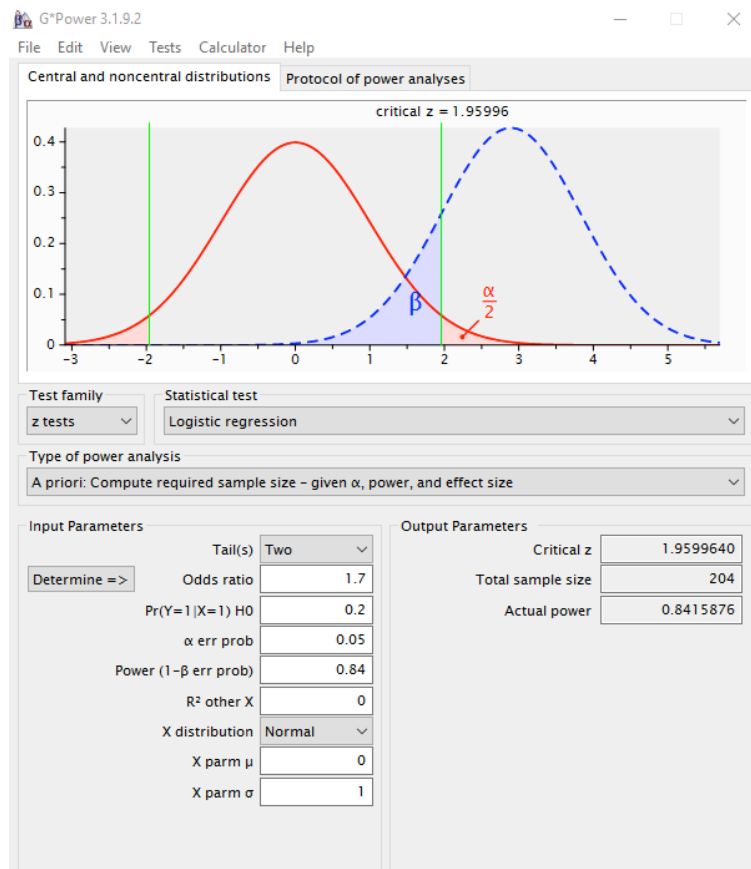 G*Power 3.1.9.2
File Edit View Tests Calculator Help
Central and noncentral distributions Protocol of power analyses
critical z = 1.95996
0.4
0.3
0.2
0.1
0
β
α
2
-3 -2 -1 0 1 2 3 4 5
Test family Statistical test
z tests Logistic regression
Type of power analysis
A priori: Compute required sample size - given α, power, and effect size
Input Parameters Output Parameters
Tail(s) Two Critical z 1.9599640
Determine => Odds ratio 1.7 Total sample size 204
Pr(Y=1|X=1) H0 0.2 Actual power 0.8415876
α err prob 0.05
Power (1-β err prob) 0.84
R² other X 0
X distribution Normal
X parm μ 0
X parm σ 1